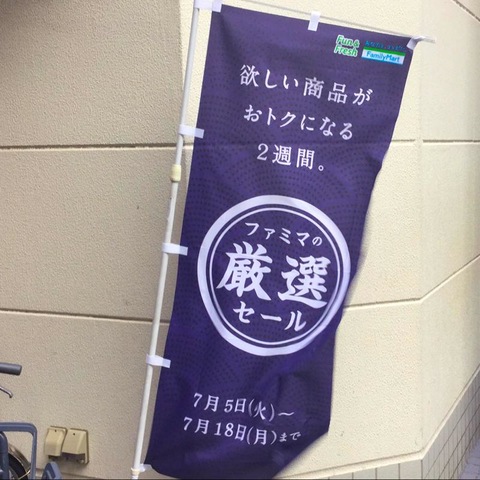 Fun &
Fresh
FamilyMart
欲しい商品が
おトクになる
2週間。
ファミマの
厳選
セール
7月5日(火)〜
7月18日(月)まで